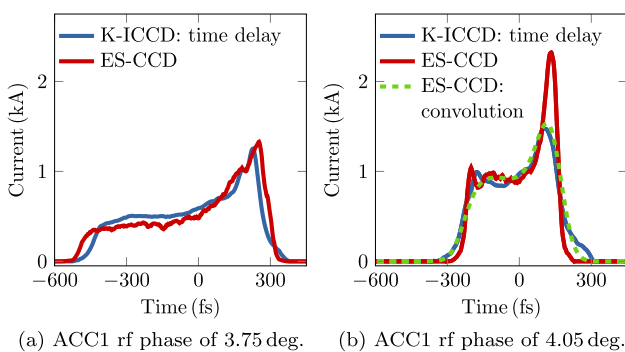 K-ICCD: time delay
ES-CCD
Current (kA)
2
1
0
−600
−300
0
300
Time (fs)
(a) ACC1 rf phase of 3.75 deg.
K-ICCD: time delay
ES-CCD
ES-CCD:
convolution
Current (kA)
2
1
0
−600
−300
0
300
Time (fs)
(b) ACC1 rf phase of 4.05 deg.